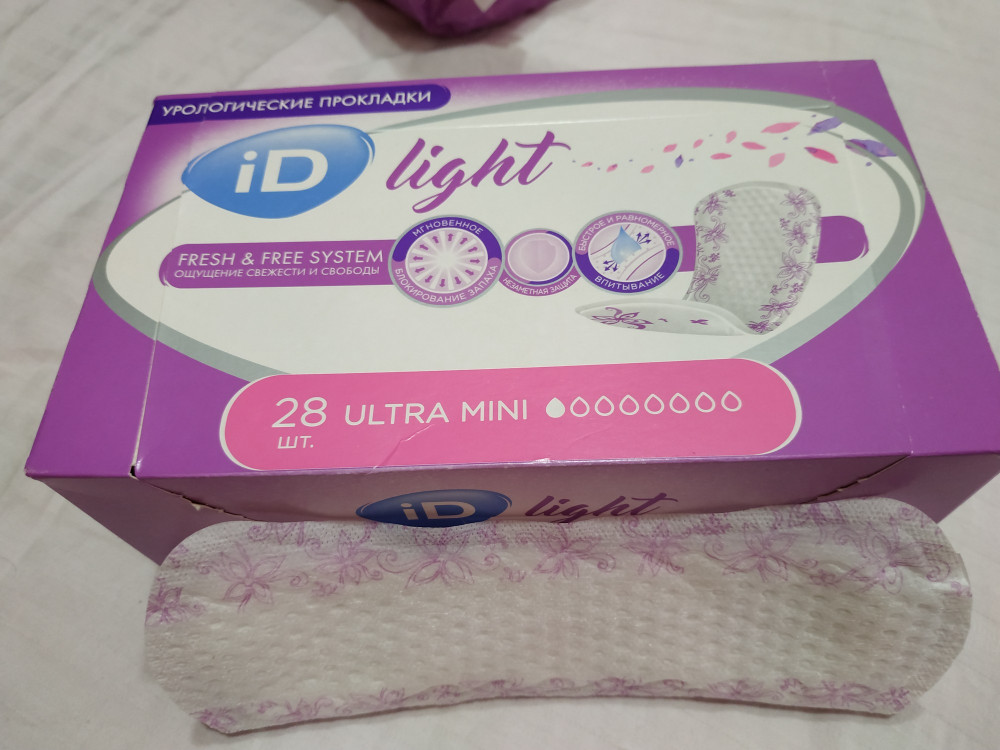 УРОЛОГИЧЕСКИЕ ПРОКЛАДКИ
iD light
FRESH & FREE SYSTEM
ОЩУЩЕНИЕ СВЕЖЕСТИ И СВОБОДЫ
МГНОВЕННОЕ
БЛОКИРОВАНИЕ ЗАПАХА
НЕЗАМЕТНАЯ ЗАЩИТА
БЫСТРОЕ И РАВНОМЕРНОЕ
ВПИТЫВАНИЕ
28 ULTRA MINI
ШТ.
iD light